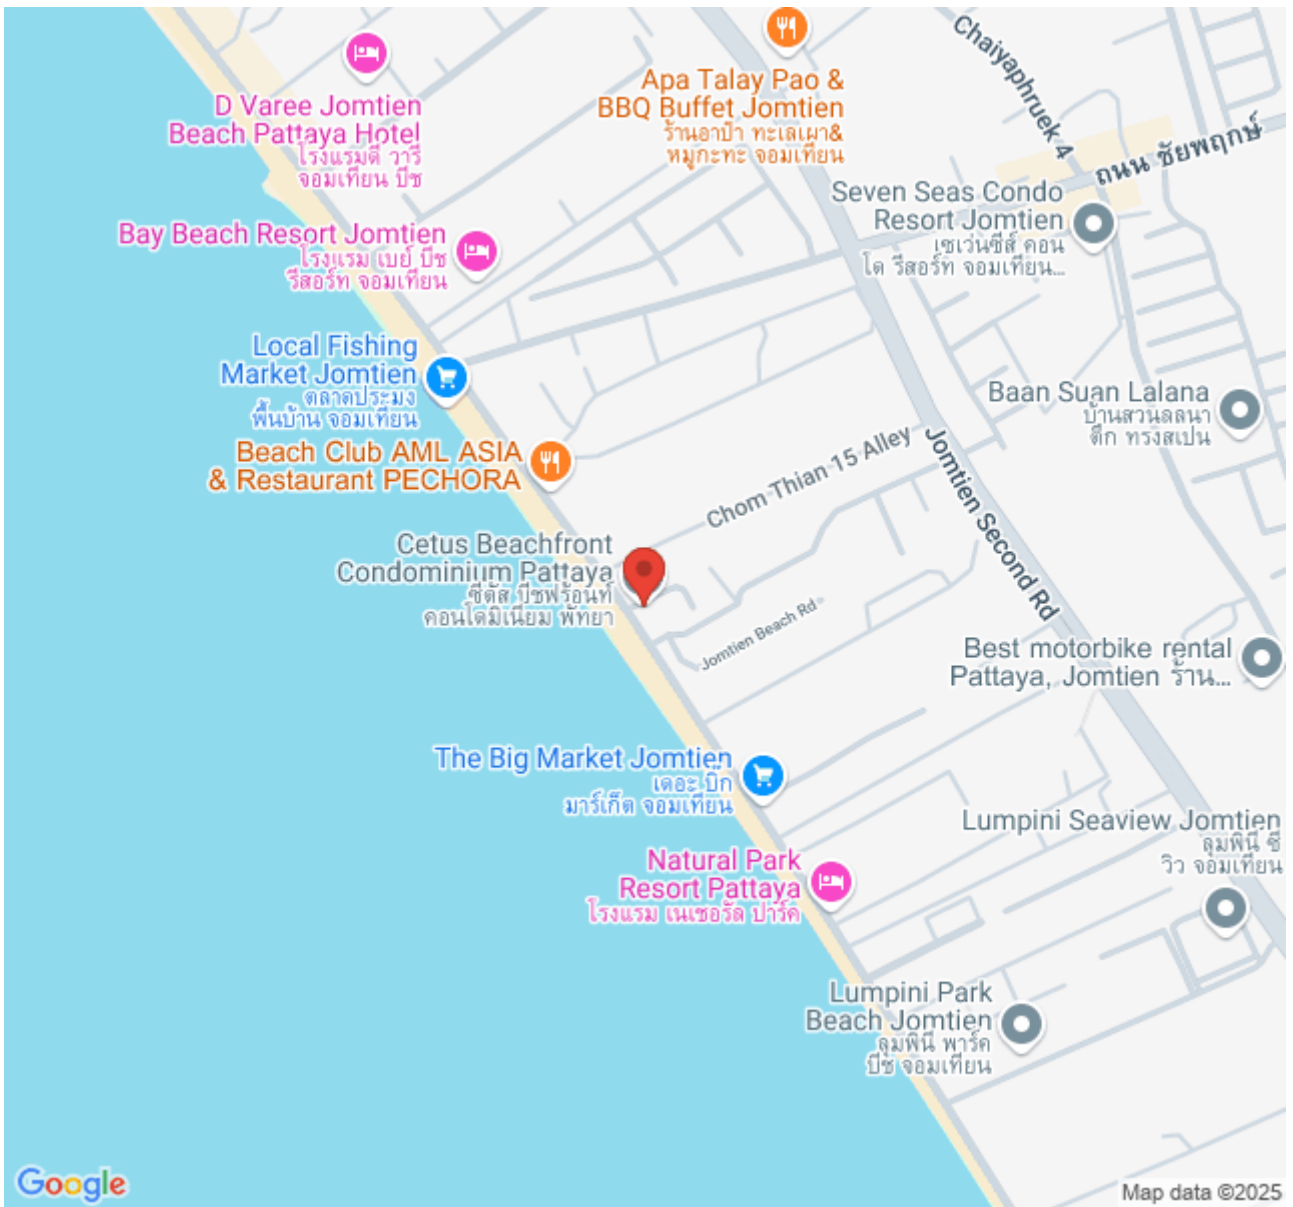 D Varee Jomtien
Beach Pattaya Hotel
โรงแรมดี วารี
จอมเทียน บีช
Apa Talay Pao &
BBQ Buffet Jomtien
ร้านอาป๋า ทะเลเผา&
หมูกะทะ จอมเทียน
Chaiyaphruek 4
ถนน ชัยพฤกษ์
Seven Seas Condo
Resort Jomtien
เซเว่นซีส์ คอน
โด รีสอร์ท จอมเทียน...
Bay Beach Resort Jomtien
โรงแรม เบย์ บีช
รีสอร์ท จอมเทียน
Local Fishing
Market Jomtien
ตลาดประมง
พื้นบ้าน จอมเทียน
Baan Suan Lalana
บ้านสวนลลนา
ตึก ทรงสเปน
Beach Club AML ASIA
& Restaurant PECHORA
Chom Thian 15 Alley
Jomtien Second Rd
Cetus Beachfront
Condominium Pattaya
ซีตัส บีชฟร้อนท์
คอนโดมิเนียม พัทยา
Jomtien Beach Rd
Best motorbike rental
Pattaya, Jomtien ร้าน...
The Big Market Jomtien
เดอะ บิ๊ก
มาร์เก็ต จอมเทียน
Lumpini Seaview Jomtien
ลุมพินี ซี
วิว จอมเทียน
Natural Park
Resort Pattaya
โรงแรม เนเชอรัล ปาร์ค
Lumpini Park
Beach Jomtien
ลุมพินี พาร์ค
บีช จอมเทียน
Google
Map data ©2025